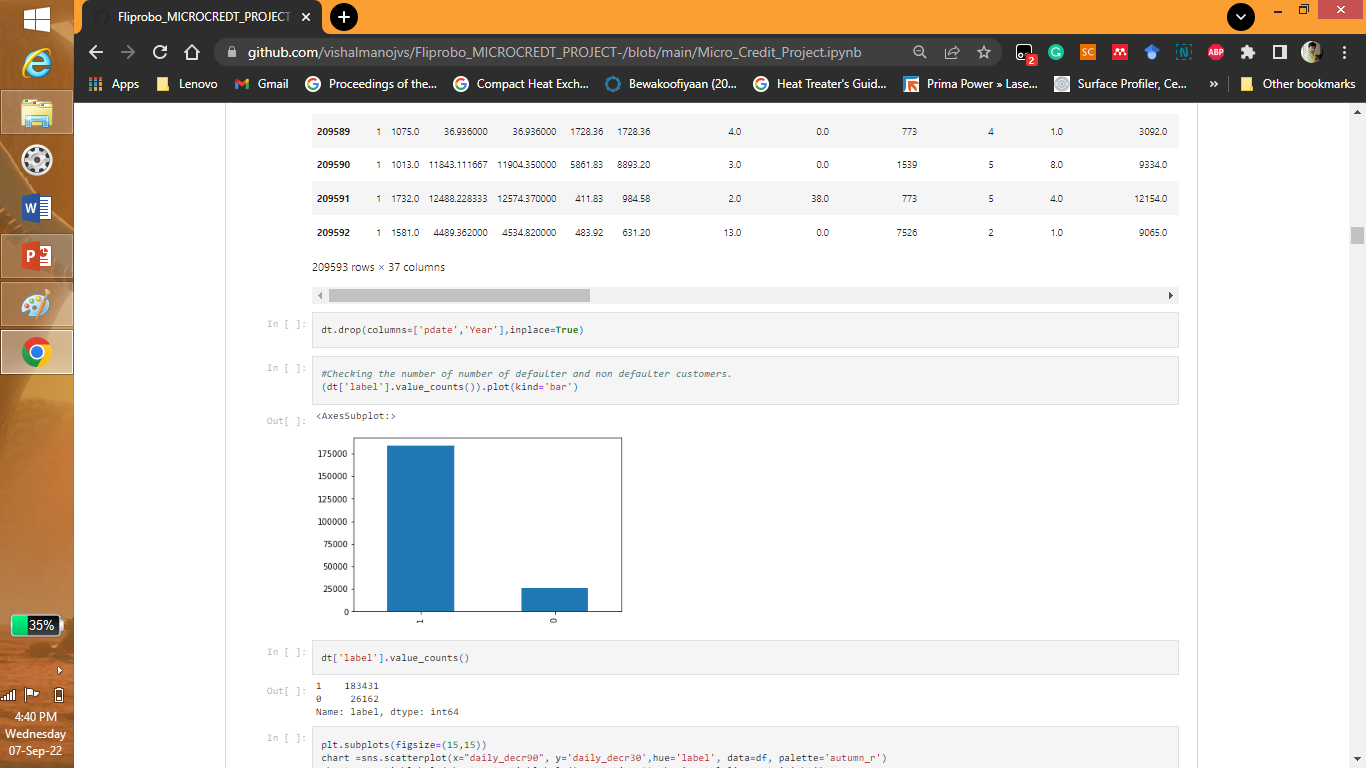 Fliprobo_MICROCREDT_PROJECT-
github.com/vishalmanojvs/Fliprobo_MICROCREDT_PROJECT-/blob/main/Micro_Credit_Project.ipynb
SC 2 ABP
Apps Lenovo Gmail Proceedings of the... Compact Heat Exch... Bewakoofiyaan (20... Heat Treater's Guid... Prima Power » Lase... Surface Profiler, Ce... » Other bookmarks
209589 1 1075.0 36.936000 36.936000 1728.36 1728.36 4.0 0.0 773 4 1.0 3092.0
209590 1 1013.0 11843.111667 11904.350000 5861.83 8893.20 3.0 0.0 1539 5 8.0 9334.0
209591 1 1732.0 12488.228333 12574.370000 411.83 984.58 2.0 38.0 773 5 4.0 12154.0
209592 1 1581.0 4489.362000 4534.820000 483.92 631.20 13.0 0.0 7526 2 1.0 9065.0
209593 rows × 37 columns
In [ ]: dt.drop(columns=['pdate','Year'],inplace=True)
In [ ]: #Checking the number of number of defaulter and non defaulter customers.
(dt['label'].value_counts()).plot(kind='bar')
Out[ ]: <AxesSubplot:>
175000
150000
125000
100000
75000
50000
25000
0
1 0
In [ ]: dt['label'].value_counts()
Out[ ]: 1 183431
0 26162
Name: label, dtype: int64
In [ ]: plt.subplots(figsize=(15,15))
chart =sns.scatterplot(x="daily_decr90", y='daily_decr30',hue='label', data=df, palette='autumn_r')
35%
4:40 PM
Wednesday
07-Sep-22